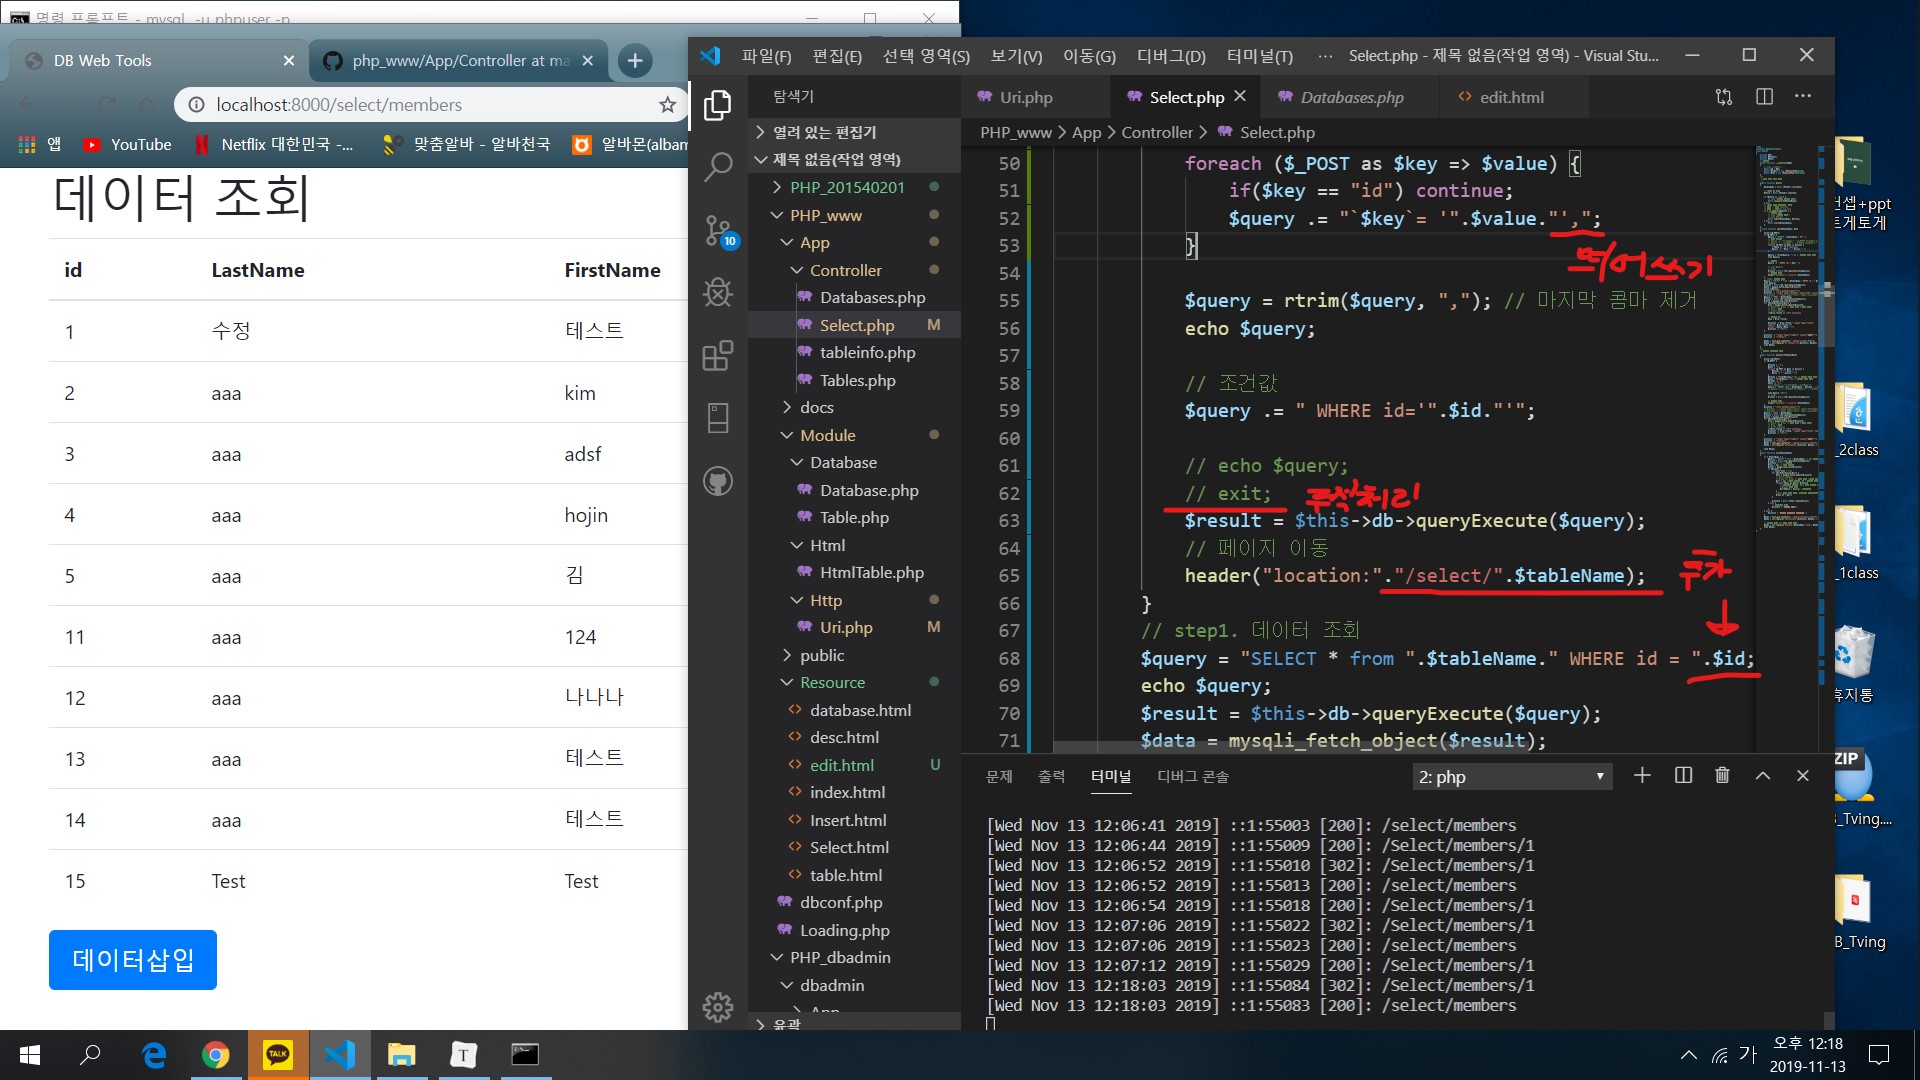 명령 프롬프트 - mysql -u phpuser -p
DB Web Tools
php_www/App/Controller at ma
localhost:8000/select/members
앱
YouTube
Netflix 대한민국 -...
맞춤알바 - 알바천국
알바몬(albam
데이터 조회
id LastName FirstName
1 수정 테스트
2 aaa kim
3 aaa adsf
4 aaa hojin
5 aaa 김
11 aaa 124
12 aaa 나나나
13 aaa 테스트
14 aaa 테스트
15 Test Test
데이터삽입
파일(F) 편집(E) 선택 영역(S) 보기(V) 이동(G) 디버그(D) 터미널(T) ··· Select.php - 제목 없음(작업 영역) - Visual Stu...
탐색기
열려 있는 편집기
제목 없음(작업 영역)
PHP_201540201
PHP_www
App
Controller
Databases.php
Select.php M
tableinfo.php
Tables.php
docs
Module
Database
Database.php
Table.php
Html
HtmlTable.php
Http
Uri.php M
public
Resource
database.html
desc.html
edit.html U
index.html
Insert.html
Select.html
table.html
dbconf.php
Loading.php
PHP_dbadmin
dbadmin
App
윤곽
10
Uri.php
Select.php
Databases.php
edit.html
PHP_www > App > Controller > Select.php
50 foreach ($_POST as $key => $value) {
51 if($key == "id") continue;
52 $query .= "`$key`= '".$value."',";
53 }
띄어쓰기
54
55 $query = rtrim($query, ","); // 마지막 콤마 제거
56 echo $query;
57
58 // 조건값
59 $query .= " WHERE id='".$id."'";
60
61 // echo $query;
62 // exit;
주석처리
63 $result = $this->db->queryExecute($query);
64 // 페이지 이동
65 header("location:"."/select/".$tableName);
추가
66 }
67 // step1. 데이터 조회
68 $query = "SELECT * from ".$tableName." WHERE id = ".$id;
69 echo $query;
70 $result = $this->db->queryExecute($query);
71 $data = mysqli_fetch_object($result);
문제 출력 터미널 디버그 콘솔
2: php
[Wed Nov 13 12:06:41 2019] ::1:55003 [200]: /select/members
[Wed Nov 13 12:06:44 2019] ::1:55009 [200]: /Select/members/1
[Wed Nov 13 12:06:52 2019] ::1:55010 [302]: /Select/members/1
[Wed Nov 13 12:06:52 2019] ::1:55013 [200]: /select/members
[Wed Nov 13 12:06:54 2019] ::1:55018 [200]: /Select/members/1
[Wed Nov 13 12:07:06 2019] ::1:55022 [302]: /Select/members/1
[Wed Nov 13 12:07:06 2019] ::1:55023 [200]: /select/members
[Wed Nov 13 12:07:12 2019] ::1:55029 [200]: /Select/members/1
[Wed Nov 13 12:18:03 2019] ::1:55084 [302]: /Select/members/1
[Wed Nov 13 12:18:03 2019] ::1:55083 [200]: /select/members
컨셉+ppt
토게토게
_2class
_1class
휴지통
ZIP
B_Tving....
B_Tving
TALK
T
가
오후 12:18
2019-11-13